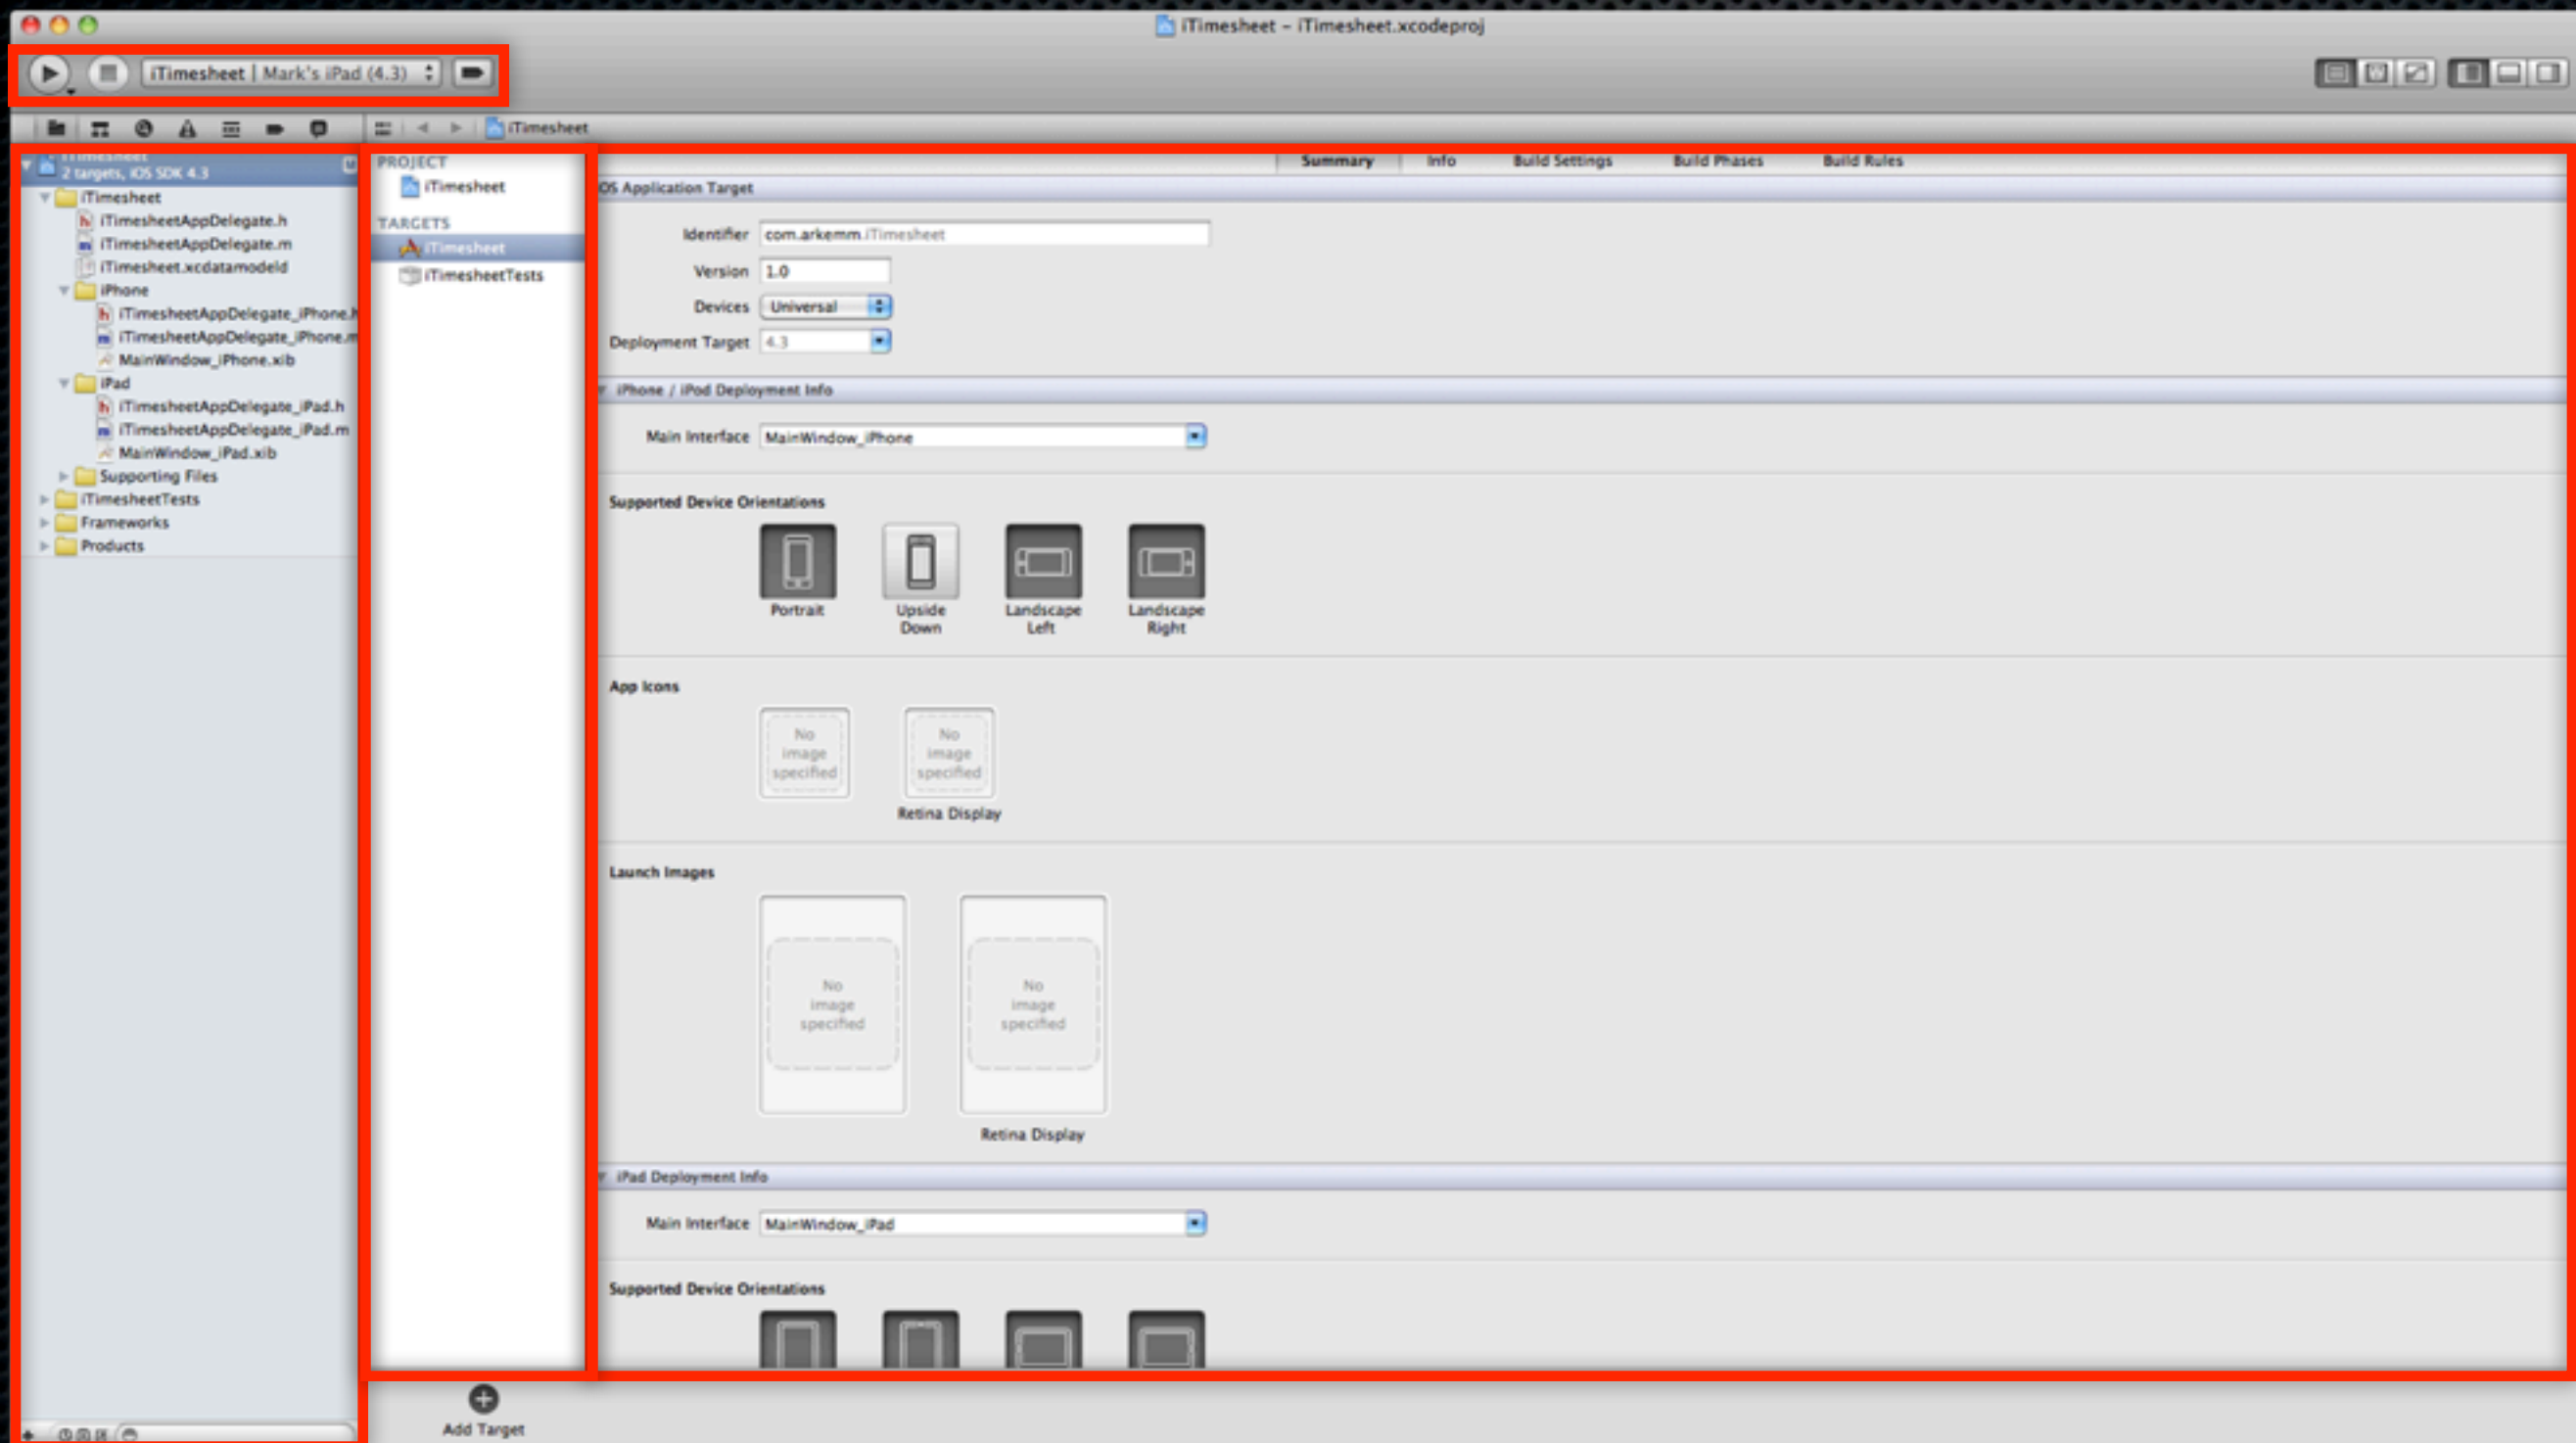 iTimesheet – iTimesheet.xcodeproj
iTimesheet | Mark's iPad (4.3)
iTimesheet
iTimesheet
2 targets, iOS SDK 4.3
M
iTimesheet
iTimesheetAppDelegate.h
iTimesheetAppDelegate.m
iTimesheet.xcdatamodeld
iPhone
iTimesheetAppDelegate_iPhone.h
iTimesheetAppDelegate_iPhone.m
MainWindow_iPhone.xib
iPad
iTimesheetAppDelegate_iPad.h
iTimesheetAppDelegate_iPad.m
MainWindow_iPad.xib
Supporting Files
iTimesheetTests
Frameworks
Products
PROJECT
iTimesheet
TARGETS
iTimesheet
iTimesheetTests
Add Target
Summary Info Build Settings Build Phases Build Rules
iOS Application Target
Identifier com.arkemm.iTimesheet
Version 1.0
Devices Universal
Deployment Target 4.3
iPhone / iPod Deployment Info
Main Interface MainWindow_iPhone
Supported Device Orientations
Portrait Upside Landscape Landscape
Down Left Right
App Icons
No No
image image
specified specified
Retina Display
Launch Images
No No
image image
specified specified
Retina Display
iPad Deployment Info
Main Interface MainWindow_iPad
Supported Device Orientations